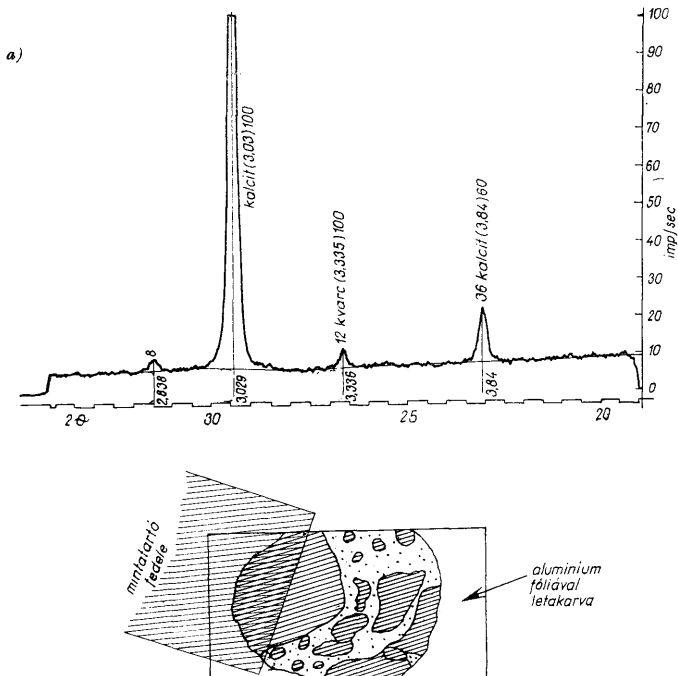 a)
100
90
80
70
60
50
40
30
20
10
0
imp/sec
8
kalcit (3,03) 100
12 kvarc (3,335) 100
36 kalcit (3,84) 60
2,838
3,029
3,336
3,84
2Θ
30
25
20
mintatartó
fedele
aluminium
fóliával
letakarva